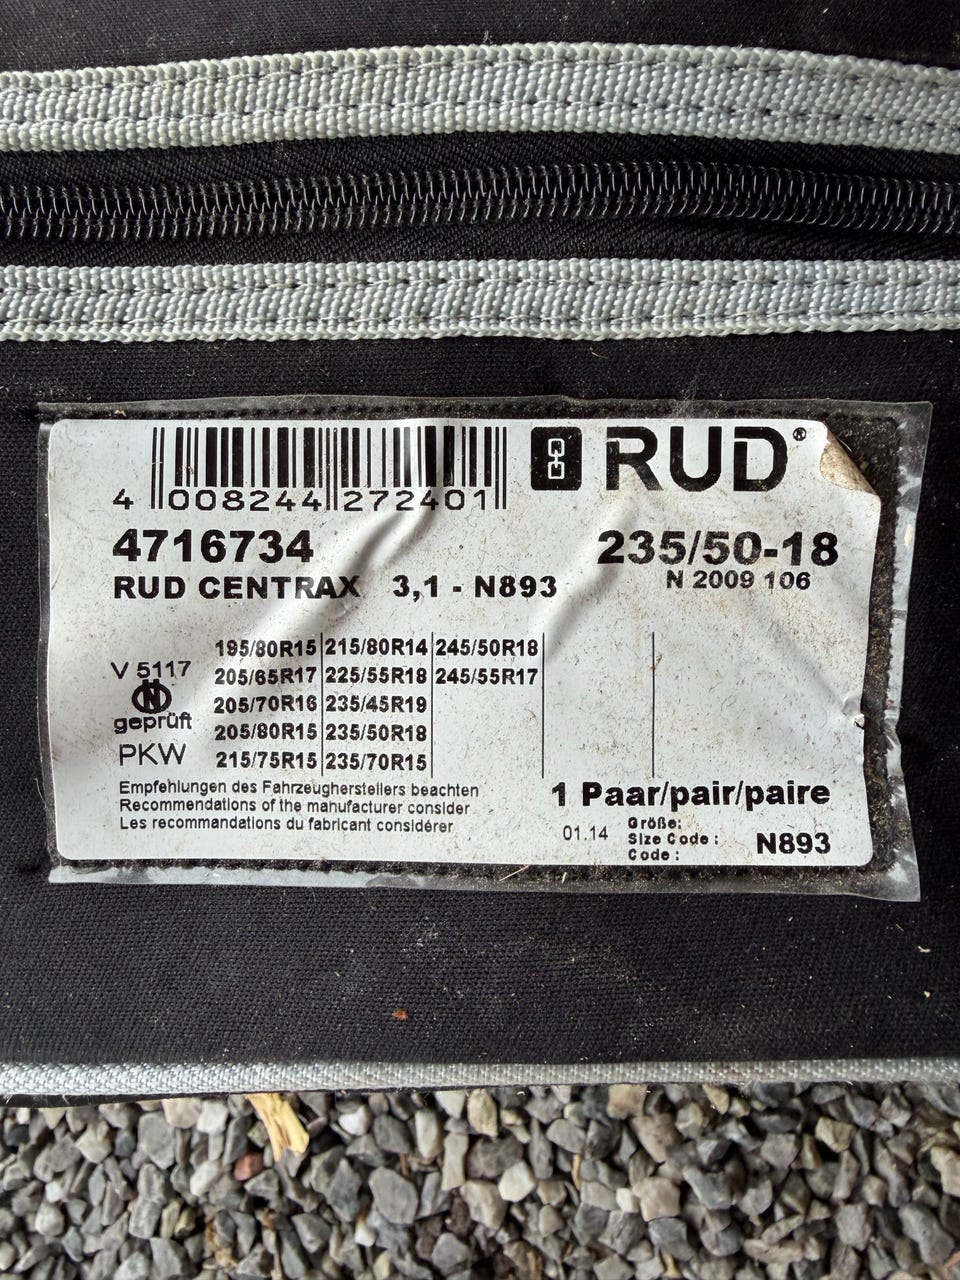 4 008244 272401
RUD®
4716734
235/50-18
RUD CENTRAX 3,1 - N893
N 2009 106
195/80R15 215/80R14 245/50R18
205/65R17 225/55R18 245/55R17
205/70R16 235/45R19
205/80R15 235/50R18
215/75R15 235/70R15
V 5117
N
geprüft
PKW
Empfehlungen des Fahrzeugherstellers beachten
Recommendations of the manufacturer consider
Les recommandations du fabricant considérer
1 Paar/pair/paire
01.14
Größe:
Size Code :
Code :
N893